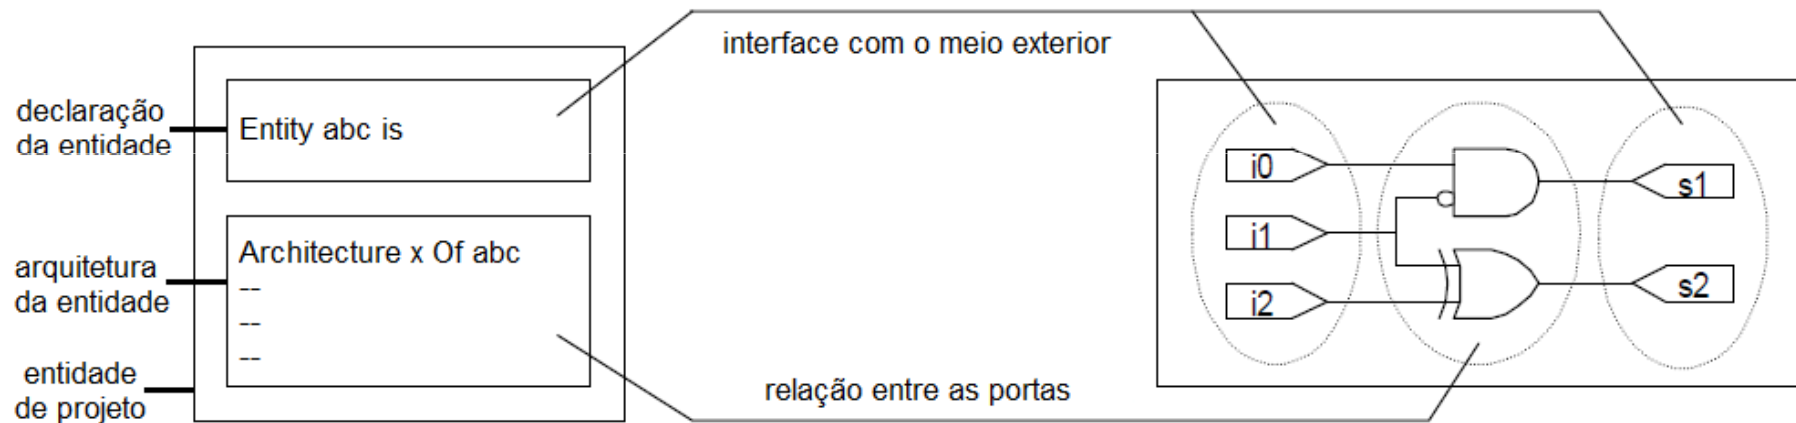 interface com o meio exterior
declaração
da entidade
Entity abc is
arquitetura
da entidade
Architecture x Of abc
--
--
--
entidade
de projeto
relação entre as portas
i0
i1
i2
s1
s2